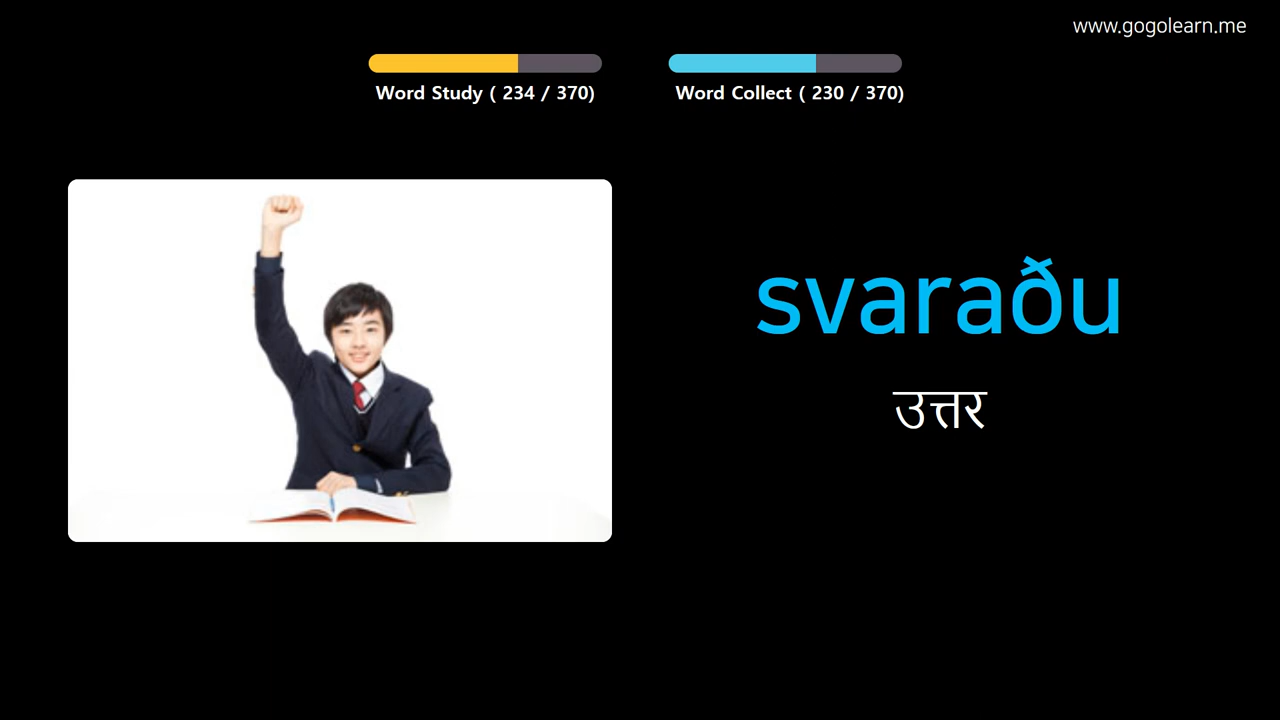 www.gogolearn.me
Word Study ( 234 / 370)
Word Collect ( 230 / 370)
svaraðu
उत्तर